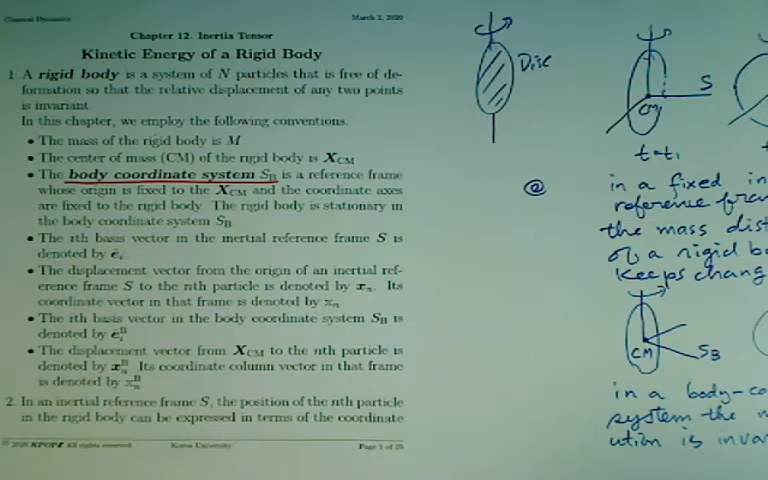 Classical Dynamics
March 2, 2020
Chapter 12. Inertia Tensor
Kinetic Energy of a Rigid Body
1. A rigid body is a system of N particles that is free of de-
formation so that the relative displacement of any two points
is invariant.
In this chapter, we employ the following conventions.
• The mass of the rigid body is M
• The center of mass (CM) of the rigid body is X_CM
• The body coordinate system S_B is a reference frame
whose origin is fixed to the X_CM and the coordinate axes
are fixed to the rigid body. The rigid body is stationary in
the body coordinate system S_B
• The ith basis vector in the inertial reference frame S is
denoted by ê_i
• The displacement vector from the origin of an inertial ref-
erence frame S to the nth particle is denoted by x_n. Its
coordinate vector in that frame is denoted by x_n
• The ith basis vector in the body coordinate system S_B is
denoted by ê_i^B
• The displacement vector from X_CM to the nth particle is
denoted by x_n^B. Its coordinate column vector in that frame
is denoted by x_n^B
2. In an inertial reference frame S, the position of the nth particle
in the rigid body can be expressed in terms of the coordinate
© 2020 KPOPE All rights reserved
Korea University
Page 1 of 25
Disc
@
CM
S
t=t₁
in a fixed in
reference fra
the mass dist
of a rigid b
keeps chang
CM
S_B
in a body-co
system the m
ution is inva